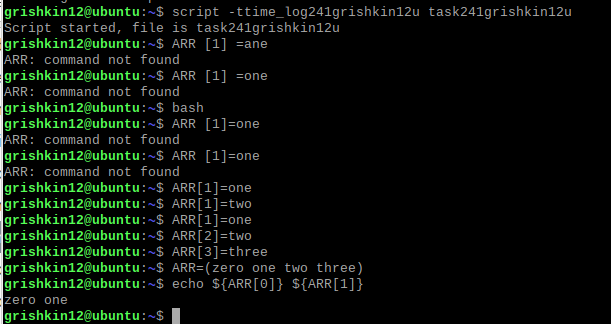 grishkin12@ubuntu:~$ script -ttime_log241grishkin12u task241grishkin12u
Script started, file is task241grishkin12u
grishkin12@ubuntu:~$ ARR [1] =ane
ARR: command not found
grishkin12@ubuntu:~$ ARR [1] =one
ARR: command not found
grishkin12@ubuntu:~$ bash
grishkin12@ubuntu:~$ ARR [1]=one
ARR: command not found
grishkin12@ubuntu:~$ ARR [1]=one
ARR: command not found
grishkin12@ubuntu:~$ ARR[1]=one
grishkin12@ubuntu:~$ ARR[1]=two
grishkin12@ubuntu:~$ ARR[1]=one
grishkin12@ubuntu:~$ ARR[2]=two
grishkin12@ubuntu:~$ ARR[3]=three
grishkin12@ubuntu:~$ ARR=(zero one two three)
grishkin12@ubuntu:~$ echo ${ARR[0]} ${ARR[1]}
zero one
grishkin12@ubuntu:~$